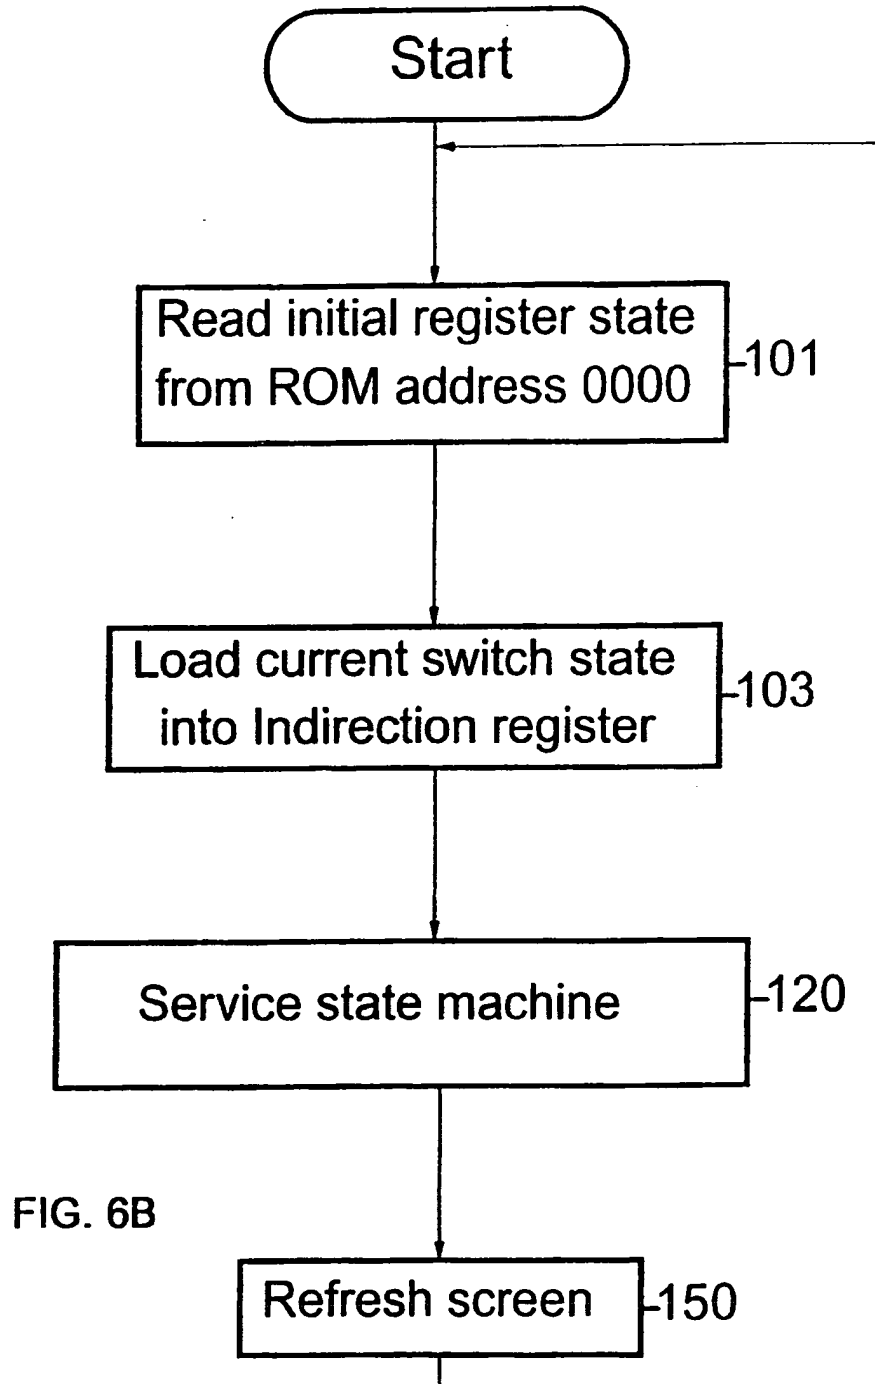 Start
Read initial register state
from ROM address 0000
101
Load current switch state
into Indirection register
103
Service state machine
120
FIG. 6B
Refresh screen
150